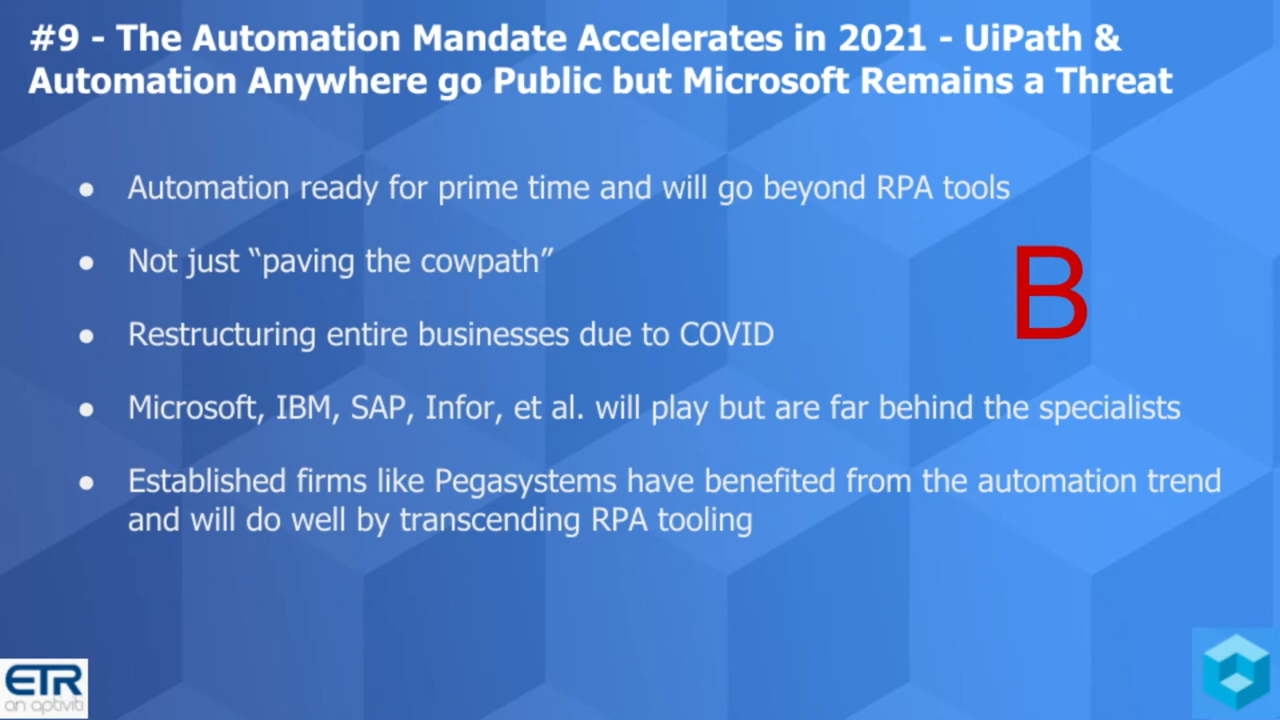 #9 - The Automation Mandate Accelerates in 2021 - UiPath &
Automation Anywhere go Public but Microsoft Remains a Threat
● Automation ready for prime time and will go beyond RPA tools
● Not just “paving the cowpath”
B
● Restructuring entire businesses due to COVID
● Microsoft, IBM, SAP, Infor, et al. will play but are far behind the specialists
● Established firms like Pegasystems have benefited from the automation trend
and will do well by transcending RPA tooling
ETR
an aptiviti